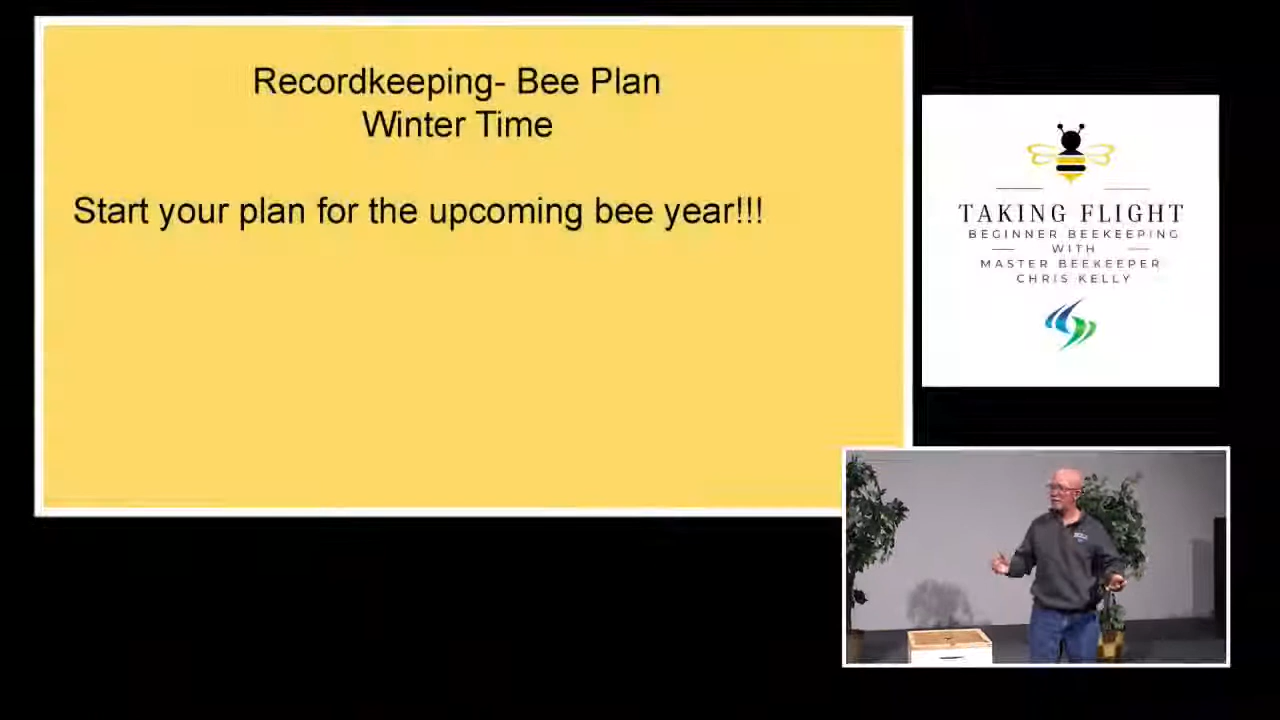 Recordkeeping- Bee Plan
Winter Time
Start your plan for the upcoming bee year!!!
TAKING FLIGHT
BEGINNER BEEKEEPING
WITH
MASTER BEEKEEPER
CHRIS KELLY